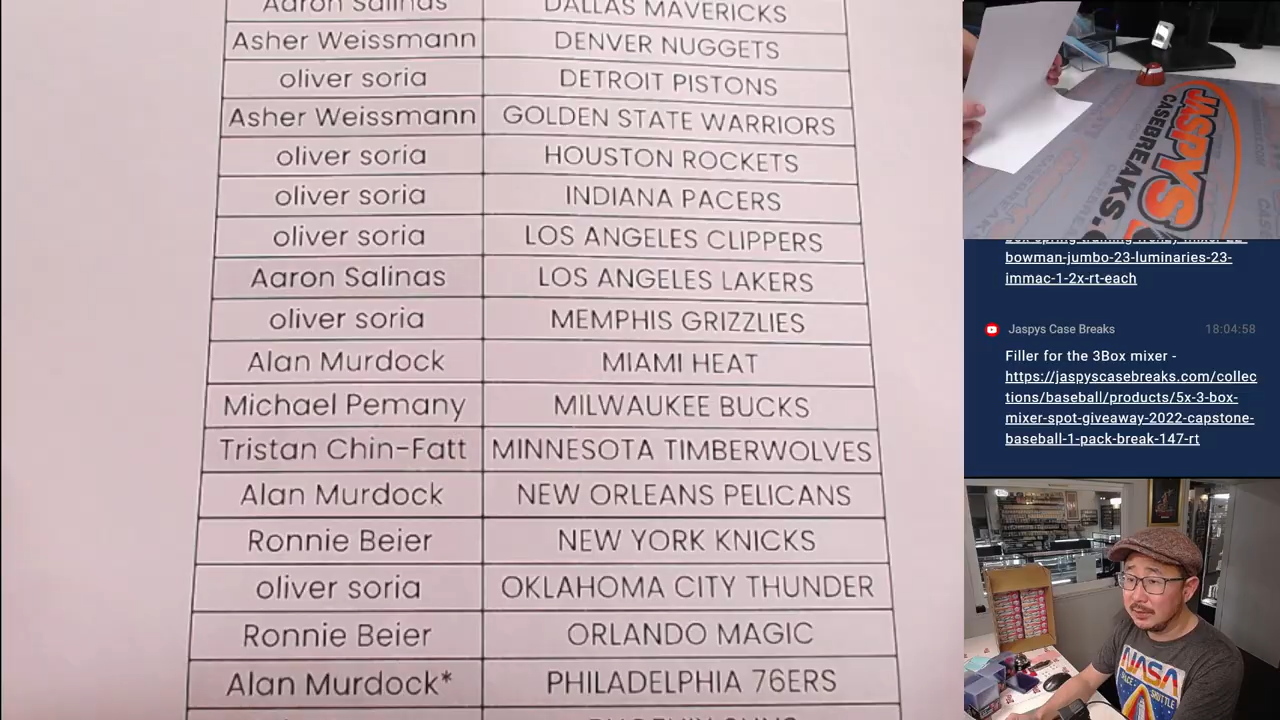 Aaron Salinas DALLAS MAVERICKS
Asher Weissmann DENVER NUGGETS
oliver soria DETROIT PISTONS
Asher Weissmann GOLDEN STATE WARRIORS
oliver soria HOUSTON ROCKETS
oliver soria INDIANA PACERS
oliver soria LOS ANGELES CLIPPERS
Aaron Salinas LOS ANGELES LAKERS
oliver soria MEMPHIS GRIZZLIES
Alan Murdock MIAMI HEAT
Michael Pemany MILWAUKEE BUCKS
Tristan Chin-Fatt MINNESOTA TIMBERWOLVES
Alan Murdock NEW ORLEANS PELICANS
Ronnie Beier NEW YORK KNICKS
oliver soria OKLAHOMA CITY THUNDER
Ronnie Beier ORLANDO MAGIC
Alan Murdock* PHILADELPHIA 76ERS
JASPYS
CASEBREAKS.
bowman-jumbo-23-luminaries-23-
immac-1-2x-rt-each
Jaspys Case Breaks 18:04:58
Filler for the 3Box mixer -
https://jaspyscasebreaks.com/collec
tions/baseball/products/5x-3-box-
mixer-spot-giveaway-2022-capstone-
baseball-1-pack-break-147-rt
NASA
SPACE SHUTTLE